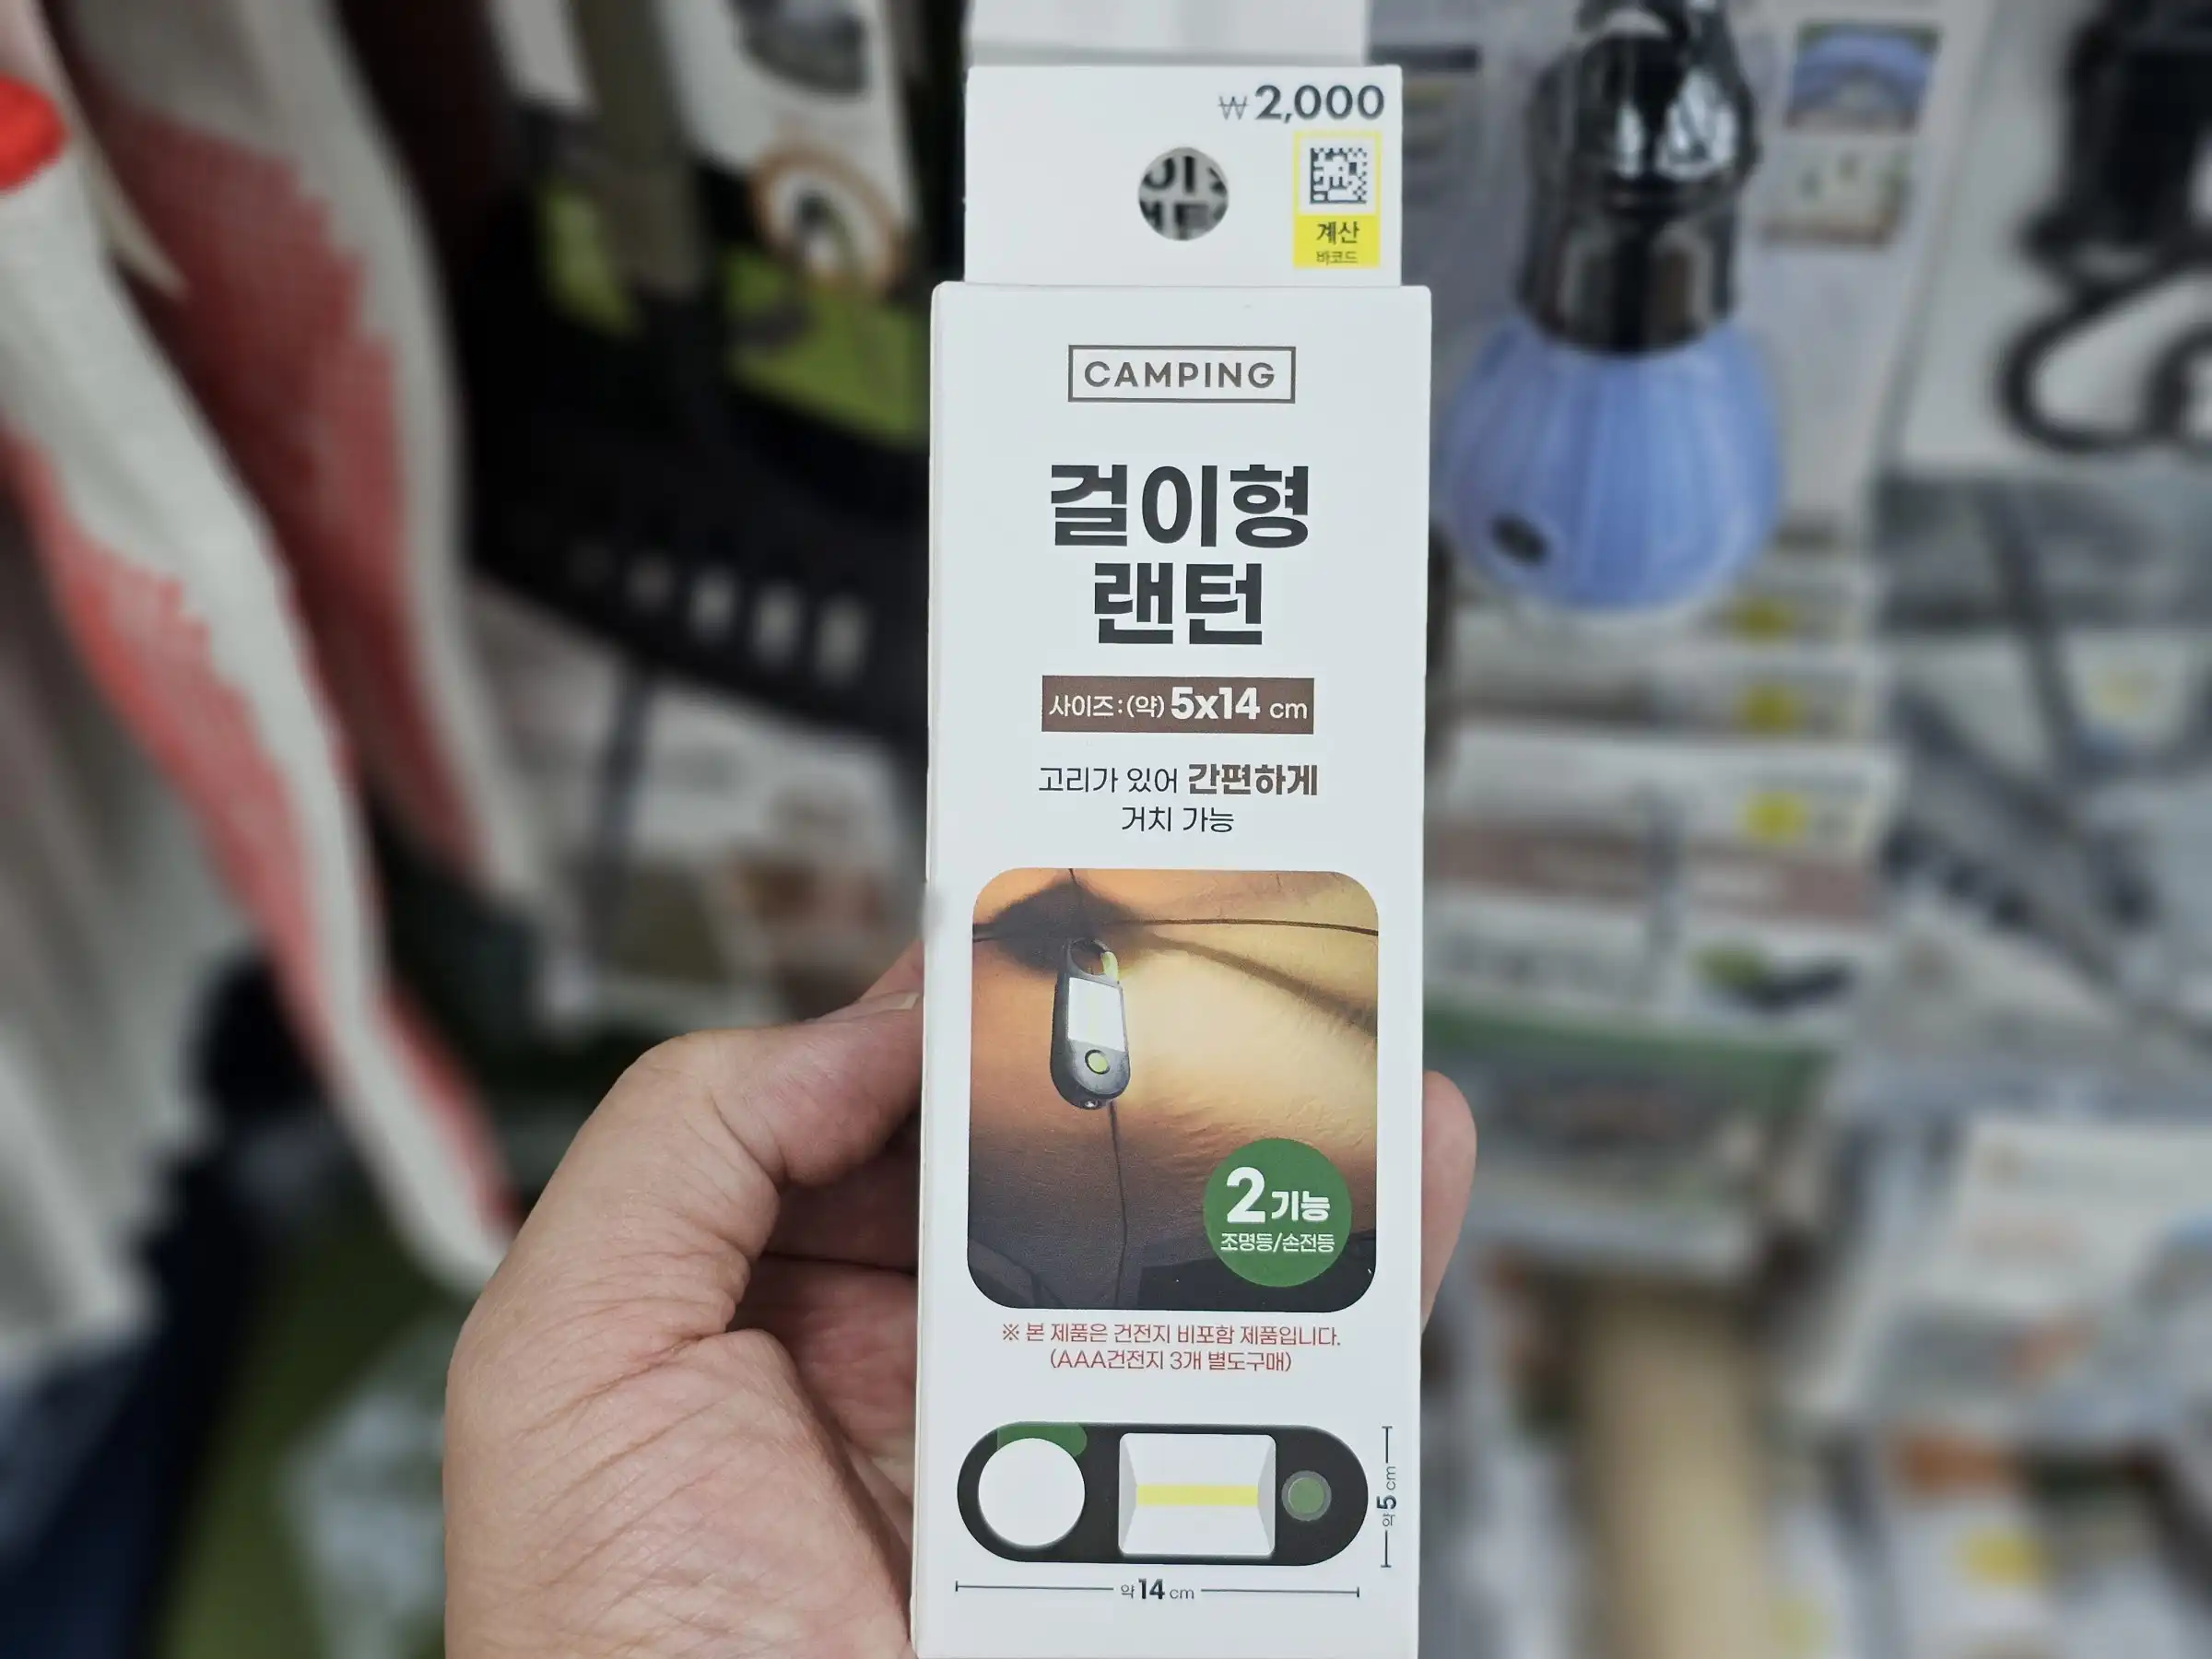 ₩2,000
계산
바코드
CAMPING
걸이형
랜턴
사이즈:(약) 5x14 cm
고리가 있어 간편하게
거치 가능
2기능
조명등/손전등
※ 본 제품은 건전지 비포함 제품입니다.
(AAA건전지 3개 별도구매)
약 5 cm
약 14 cm